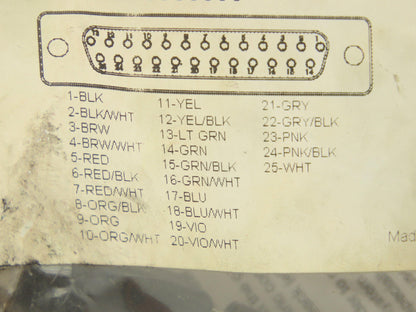 1-BLK
2-BLK/WHT
3-BRW
4-BRW/WHT
5-RED
6-RED/BLK
7-RED/WHT
8-ORG/BLK
9-ORG
10-ORG/WHT
11-YEL
12-YEL/BLK
13-LT GRN
14-GRN
15-GRN/BLK
16-GRN/WHT
17-BLU
18-BLU/WHT
19-VIO
20-VIO/WHT
21-GRY
22-GRY/BLK
23-PNK
24-PNK/BLK
25-WHT
Mad